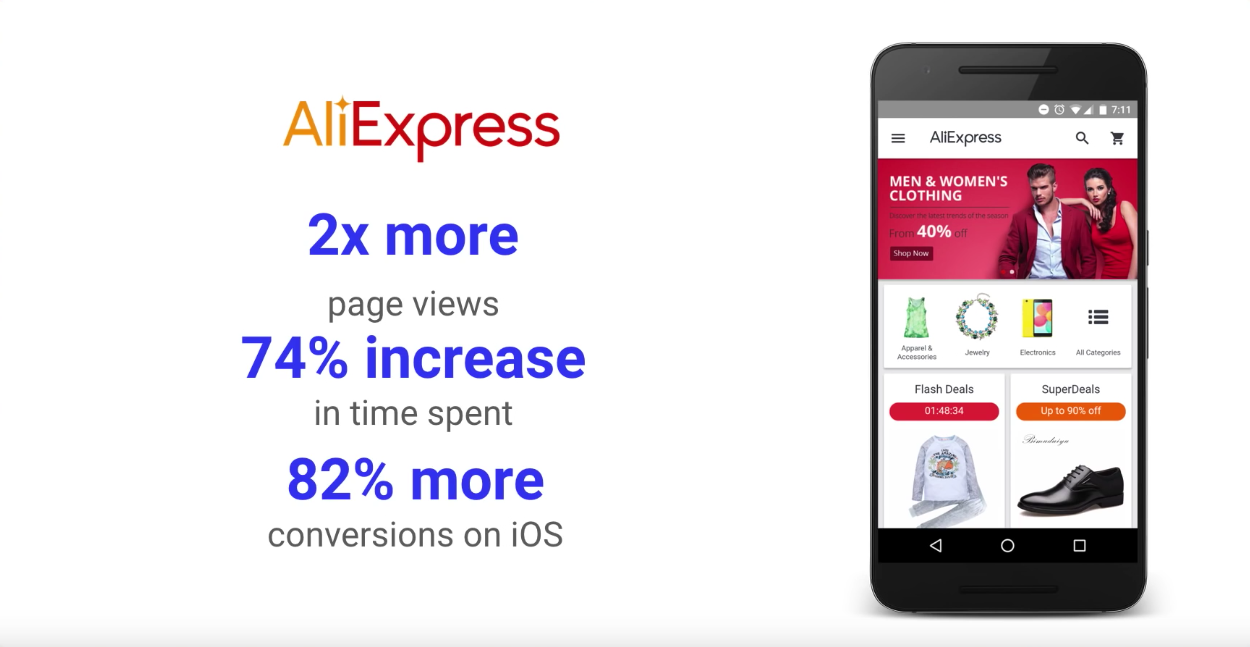 AliExpress
2x more
page views
74% increase
in time spent
82% more
conversions on iOS
7:11
AliExpress
MEN & WOMEN'S
CLOTHING
Discover the latest trends of the season
From 40% off
Shop Now
Apparel &
Accessories
Jewelry
Electronics
All Categories
Flash Deals
01:48:34
SuperDeals
Up to 90% off